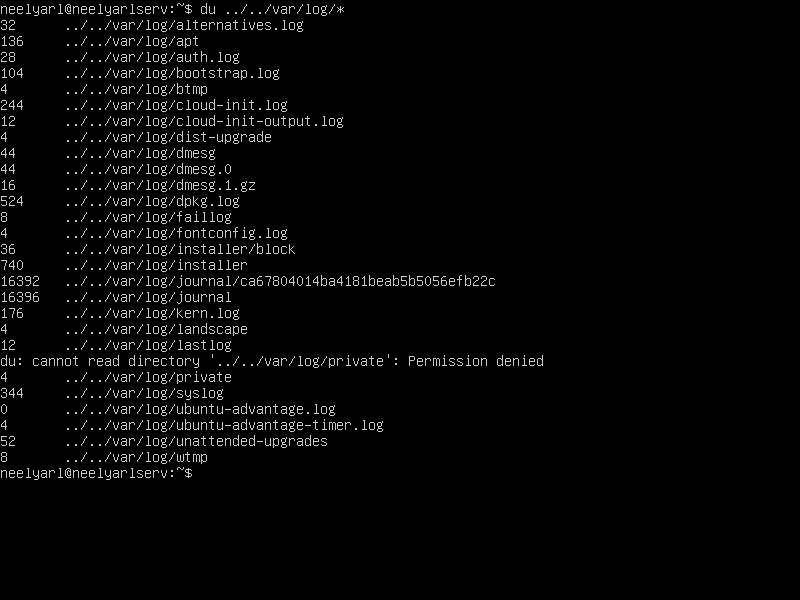 neelyarl@neelyarlserv:~$ du ../../var/log/*
32 ../../var/log/alternatives.log
136 ../../var/log/apt
28 ../../var/log/auth.log
104 ../../var/log/bootstrap.log
4 ../../var/log/btmp
244 ../../var/log/cloud-init.log
12 ../../var/log/cloud-init-output.log
4 ../../var/log/dist-upgrade
44 ../../var/log/dmesg
44 ../../var/log/dmesg.0
16 ../../var/log/dmesg.1.gz
524 ../../var/log/dpkg.log
8 ../../var/log/faillog
4 ../../var/log/fontconfig.log
36 ../../var/log/installer/block
740 ../../var/log/installer
16392 ../../var/log/journal/ca67804014ba4181beab5b5056efb22c
16396 ../../var/log/journal
176 ../../var/log/kern.log
4 ../../var/log/landscape
12 ../../var/log/lastlog
du: cannot read directory '../../var/log/private': Permission denied
4 ../../var/log/private
344 ../../var/log/syslog
0 ../../var/log/ubuntu-advantage.log
4 ../../var/log/ubuntu-advantage-timer.log
52 ../../var/log/unattended-upgrades
8 ../../var/log/wtmp
neelyarl@neelyarlserv:~$